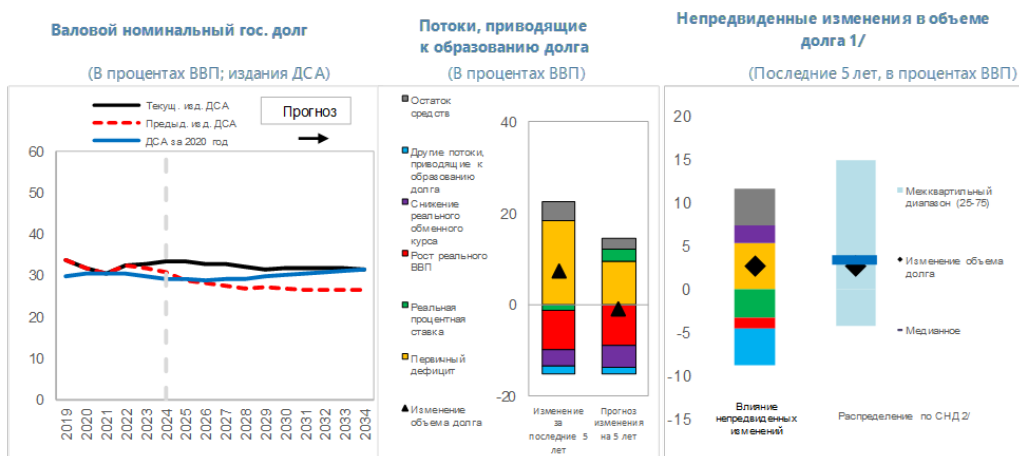 Валовой номинальный гос. долг
(В процентах ВВП; издания ДСА)
Текущ. изд. ДСА
Предыд. изд. ДСА
ДСА за 2020 год
Прогноз
60
50
40
30
20
10
0
2019
2020
2021
2022
2023
2024
2025
2026
2027
2028
2029
2030
2031
2032
2033
2034
Потоки, приводящие
к образованию долга
(В процентах ВВП)
Остаток
средств
Другие потоки,
приводящие к
образованию
долга
Снижение
реального
обменного
курса
Рост реального
ВВП
Реальная
процентная
ставка
Первичный
дефицит
Изменение
объема долга
40
20
0
-20
Изменение
за
последние 5
лет
Прогноз
изменения
на 5 лет
Непредвиденные изменения в объеме
долга 1/
(Последние 5 лет, в процентах ВВП)
20
15
10
5
0
-5
-10
-15
Влияние
непредвиденных
изменений
Распределение по СНД 2/
Межквартильный
диапазон (25-75)
Изменение объема
долга
Медианное